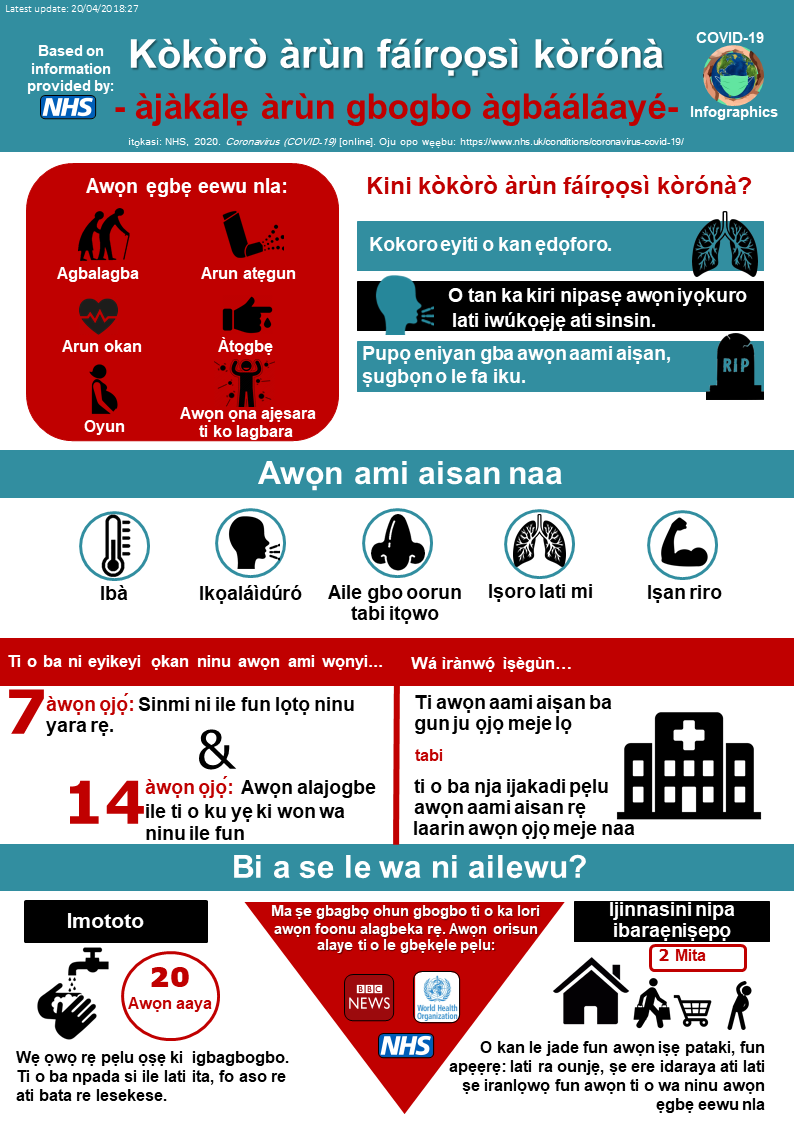 Latest update: 20/04/2018:27
Based on
information
provided by:
NHS
Kòkòrò àrùn fáírọọsì kòrónà
- àjàkálẹ àrùn gbogbo àgbááláayé-
COVID-19
Infographics
itọkasi: NHS, 2020. Coronavirus (COVID-19) [online]. Oju opo wẹẹbu: https://www.nhs.uk/conditions/coronavirus-covid-19/
Awọn ẹgbẹ eewu nla:
Agbalagba
Arun atẹgun
Arun okan
Àtọgbẹ
Oyun
Awọn ọna ajẹsara
ti ko lagbara
Kini kòkòrò àrùn fáírọọsì kòrónà?
Kokoro eyiti o kan ẹdọforo.
O tan ka kiri nipasẹ awọn iyọkuro
lati iwúkọẹjẹ ati sinsin.
Pupọ eniyan gba awọn aami aiṣan,
ṣugbọn o le fa iku.
RIP
Awọn ami aisan naa
Ibà
Ikọaláìdúró
Aile gbo oorun
tabi itọwo
Iṣoro lati mi
Iṣan riro
Ti o ba ni eyikeyi ọkan ninu awọn ami wọnyi...
Wá ìrànwọ́ ìṣègùn...
7 àwọn ọjọ́: Sinmi ni ile fun lọtọ ninu
yara rẹ.
&
14 àwọn ọjọ́: Awọn alajogbe
ile ti o ku yẹ ki won wa
ninu ile fun
Ti awọn aami aiṣan ba
gun ju ọjọ meje lọ
tabi
ti o ba nja ijakadi pẹlu
awọn aami aisan rẹ
laarin awọn ọjọ meje naa
Bi a se le wa ni ailewu?
Imototo
20
Awọn aaya
Wẹ ọwọ rẹ pẹlu ọṣẹ ki igbagbogbo.
Ti o ba npada si ile lati ita, fo aso re
ati bata re lesekese.
Ma ṣe gbagbọ ohun gbogbo ti o ka lori
awọn foonu alagbeka rẹ. Awọn orisun
alaye ti o le gbẹkẹle pẹlu:
BBC
NEWS
World Health
Organization
NHS
Ijinnasini nipa
ibaraẹniṣepọ
2 Mita
O kan le jade fun awọn iṣẹ pataki, fun
apẹẹrẹ: lati ra ounjẹ, ṣe ere idaraya ati lati
ṣe iranlọwọ fun awọn ti o wa ninu awọn
ẹgbẹ eewu nla